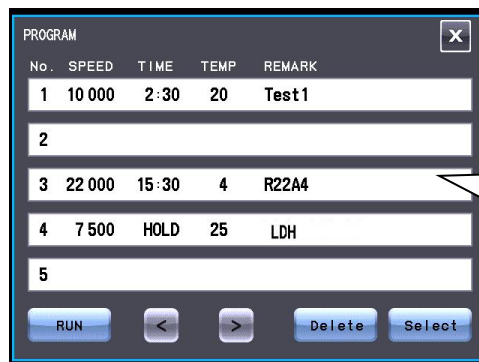 PROGRAM X
No. SPEED TIME TEMP REMARK
1 10 000 2:30 20 Test1
2
3 22 000 15:30 4 R22A4
4 7 500 HOLD 25 LDH
5
RUN < > Delete Select